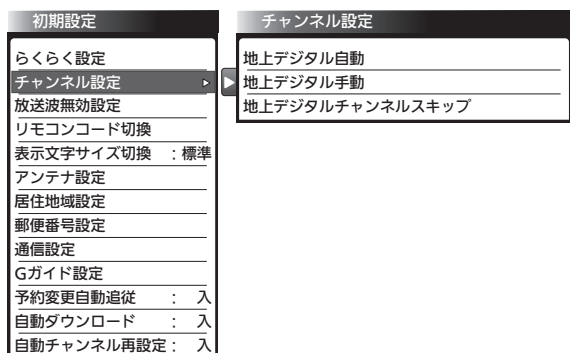 初期設定
らくらく設定
チャンネル設定
放送波無効設定
リモコンコード切換
表示文字サイズ切換 :標準
アンテナ設定
居住地域設定
郵便番号設定
通信設定
Gガイド設定
予約変更自動追従 : 入
自動ダウンロード : 入
自動チャンネル再設定: 入
チャンネル設定
地上デジタル自動
地上デジタル手動
地上デジタルチャンネルスキップ